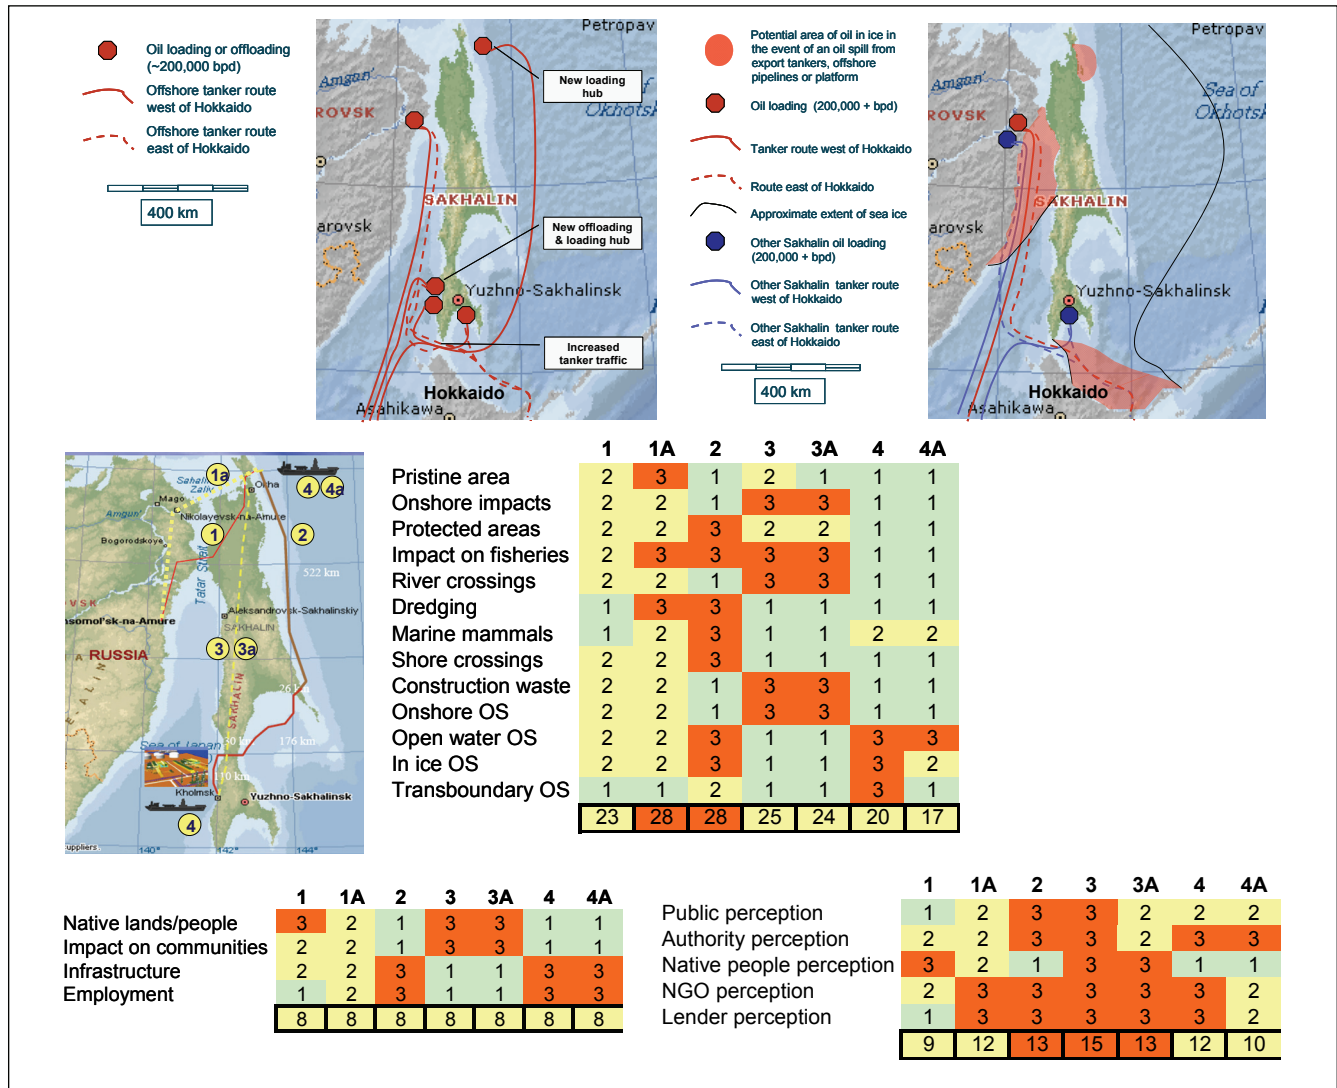 Oil loading or offloading
(~200,000 bpd)
Offshore tanker route
west of Hokkaido
Offshore tanker route
east of Hokkaido
400 km
Petropav
Amgun'
ROVSK
New loading
hub
of
Okhotsk
SAKHALIN
arovsk
New offloading
& loading hub
Yuzhno-Sakhalinsk
Increased
tanker traffic
Hokkaido
Asahikawa
Potential area of oil in ice in
the event of an oil spill from
export tankers, offshore
pipelines or platform
Oil loading (200,000 + bpd)
Tanker route west of Hokkaido
Route east of Hokkaido
Approximate extent of sea ice
Other Sakhalin oil loading
(200,000 + bpd)
Other Sakhalin tanker route
west of Hokkaido
Other Sakhalin tanker route
east of Hokkaido
400 km
Petropav
Amgun'
Sea of
Okhotsk
ROVSK
SAKHALIN
arovsk
Yuzhno-Sakhalinsk
Hokkaido
Asahikawa
1a
Sahalin
Zaliv
Okha
4 4a
Mago
Nikolayevsk-na-Amure
Amgun'
1
2
Bogorodskoye
Tatar Strait
522 km
VSK
Aleksandrovsk-Sakhalinskiy
nsomol'sk-na-Amure
SAKHALIN
RUSSIA
3 3a
SAKHALIN
26 km
Sea of Japan
30 km
176 km
110 km
Kholmsk
Yuzhno-Sakhalinsk
4
uppliers
140° 142° 144°
1 1A 2 3 3A 4 4A
Pristine area 2 3 1 2 1 1 1
Onshore impacts 2 2 1 3 3 1 1
Protected areas 2 2 3 2 2 1 1
Impact on fisheries 2 3 3 3 3 1 1
River crossings 2 2 1 3 3 1 1
Dredging 1 3 3 1 1 1 1
Marine mammals 1 2 3 1 1 2 2
Shore crossings 2 2 3 1 1 1 1
Construction waste 2 2 1 3 3 1 1
Onshore OS 2 2 1 3 3 1 1
Open water OS 2 2 3 1 1 3 3
In ice OS 2 2 3 1 1 3 2
Transboundary OS 1 1 2 1 1 3 1
23 28 28 25 24 20 17
1 1A 2 3 3A 4 4A
Native lands/people 3 2 1 3 3 1 1
Impact on communities 2 2 1 3 3 1 1
Infrastructure 2 2 3 1 1 3 3
Employment 1 2 3 1 1 3 3
8 8 8 8 8 8 8
1 1A 2 3 3A 4 4A
Public perception 1 2 3 3 2 2 2
Authority perception 2 2 3 3 2 3 3
Native people perception 3 2 1 3 3 1 1
NGO perception 2 3 3 3 3 3 2
Lender perception 1 3 3 3 3 3 2
9 12 13 15 13 12 10